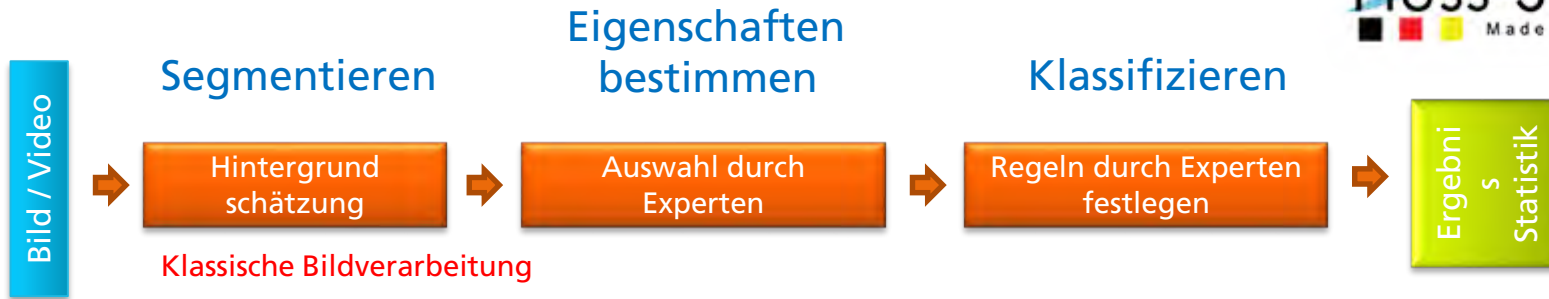 Made
Eigenschaften
bestimmen
Segmentieren
Klassifizieren
Bild / Video
Hintergrund
schätzung
Auswahl durch
Experten
Regeln durch Experten
festlegen
Ergebni
s
Statistik
Klassische Bildverarbeitung